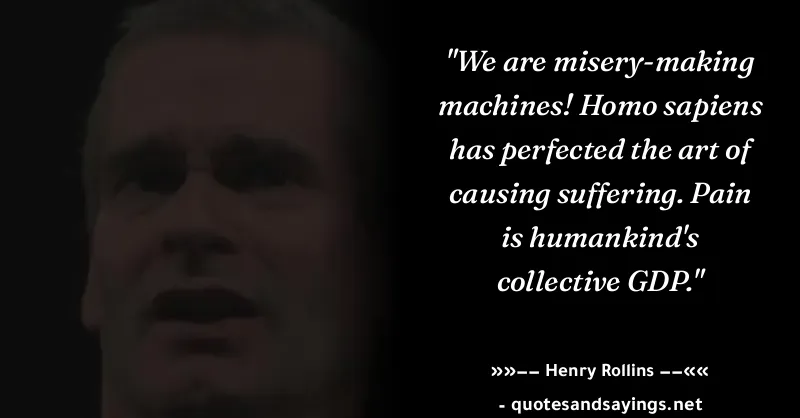 "We are misery-making
machines! Homo sapiens
has perfected the art of
causing suffering. Pain
is humankind's
collective GDP."
»»−− Henry Rollins −−««
- quotesandsayings.net